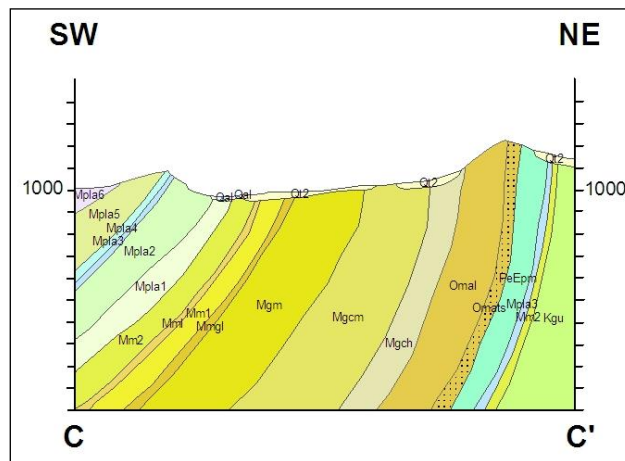 SW NE
1000 1000
Qt2
Qt2
Qal Qal Qt2
Mpla6
Mpla5
Mpla4
Mpla3
Mpla2
Mpla1
Mm2
Mml
Mm1
Mmgl
Mgm
Mgcm
Mgch
Omal
Omats
PeEpm
Mpla3
Mm2 Kgu
C C'